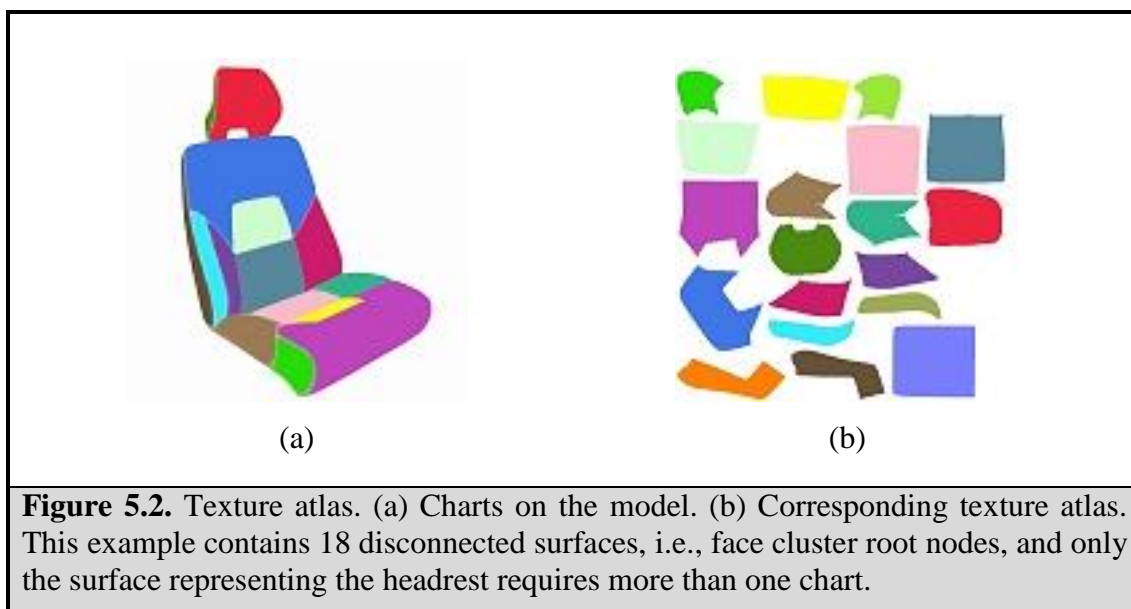 (a)
(b)
Figure 5.2. Texture atlas. (a) Charts on the model. (b) Corresponding texture atlas.
This example contains 18 disconnected surfaces, i.e., face cluster root nodes, and only
the surface representing the headrest requires more than one chart.